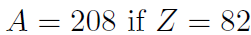 A = 208 if Z = 82